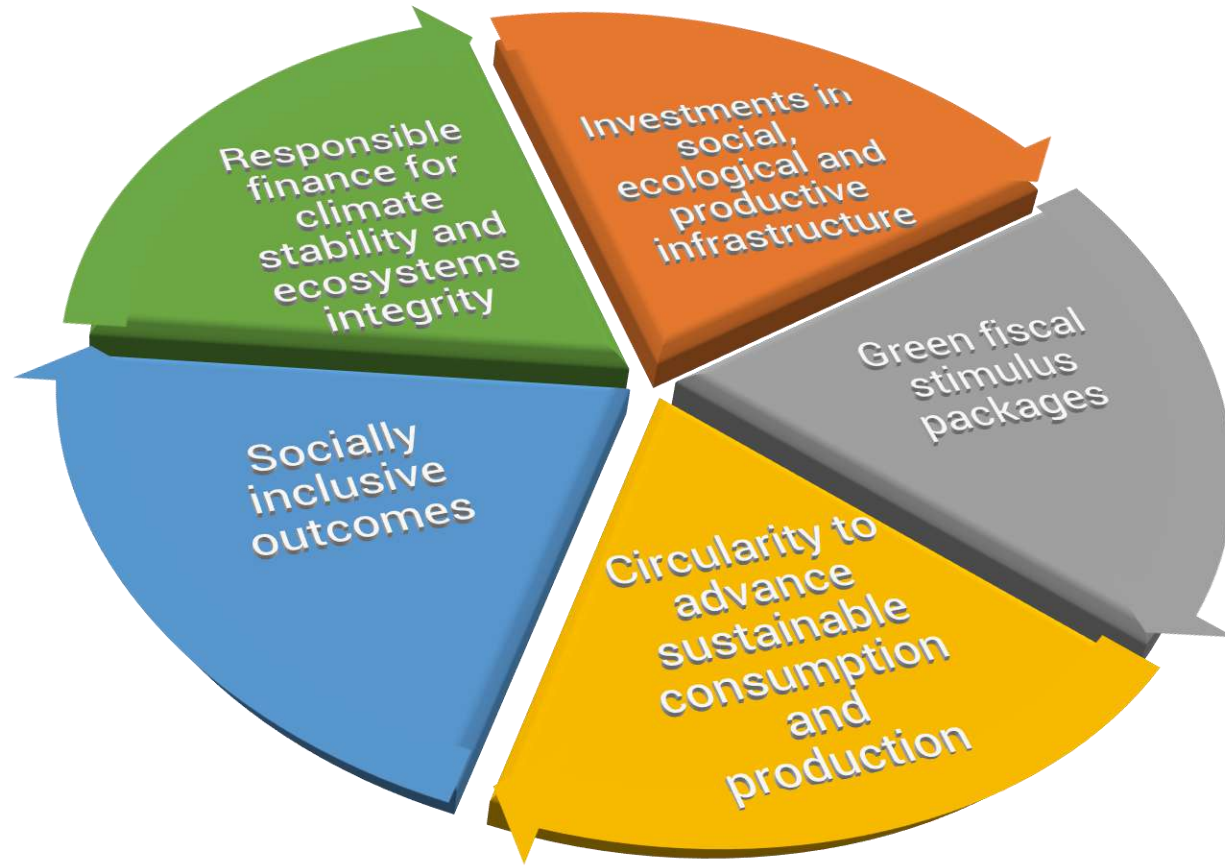 Responsible
finance for
climate
stability and
ecosystems
integrity
Investments in
social,
ecological and
productive
infrastructure
Green fiscal
stimulus
packages
Circularity to
advance
sustainable
consumption
and
production
Socially
inclusive
outcomes